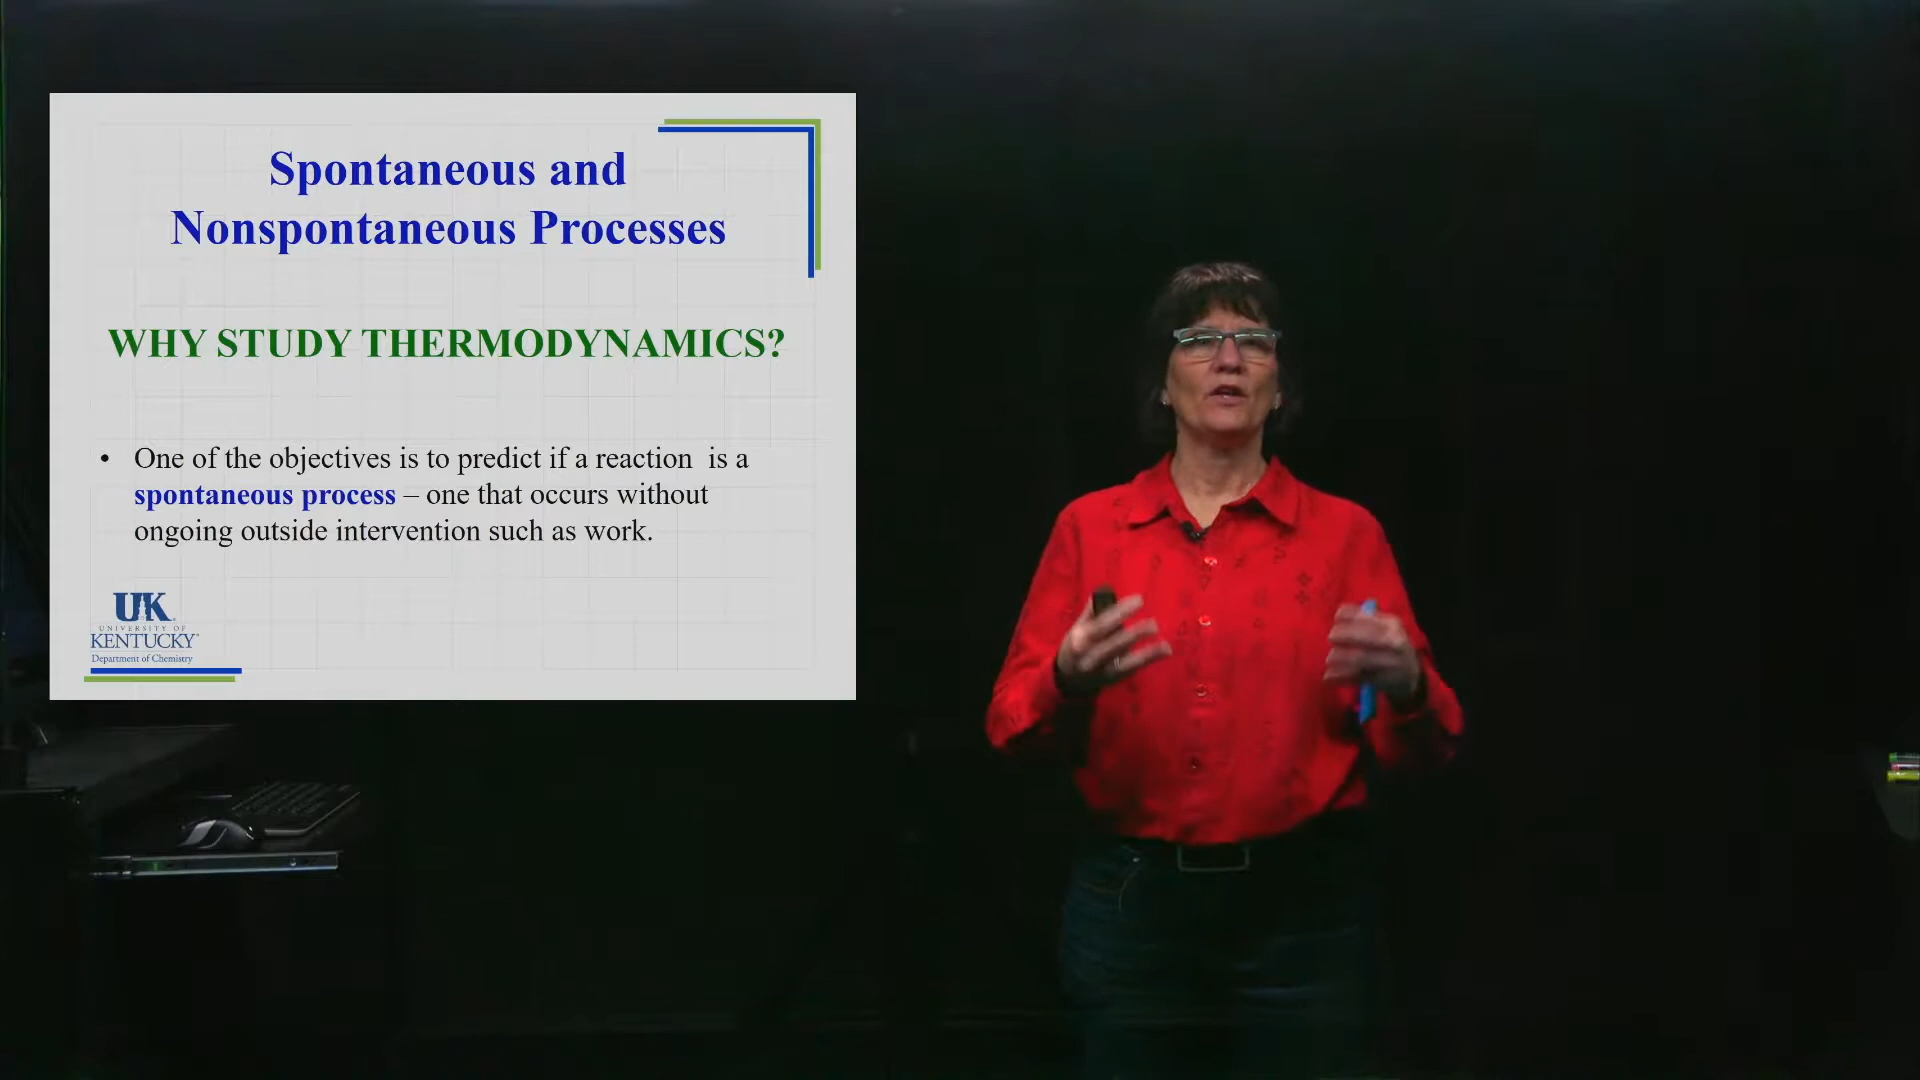 Spontaneous and
Nonspontaneous Processes
WHY STUDY THERMODYNAMICS?
• One of the objectives is to predict if a reaction is a
spontaneous process – one that occurs without
ongoing outside intervention such as work.
UK
UNIVERSITY OF
KENTUCKY
Department of Chemistry